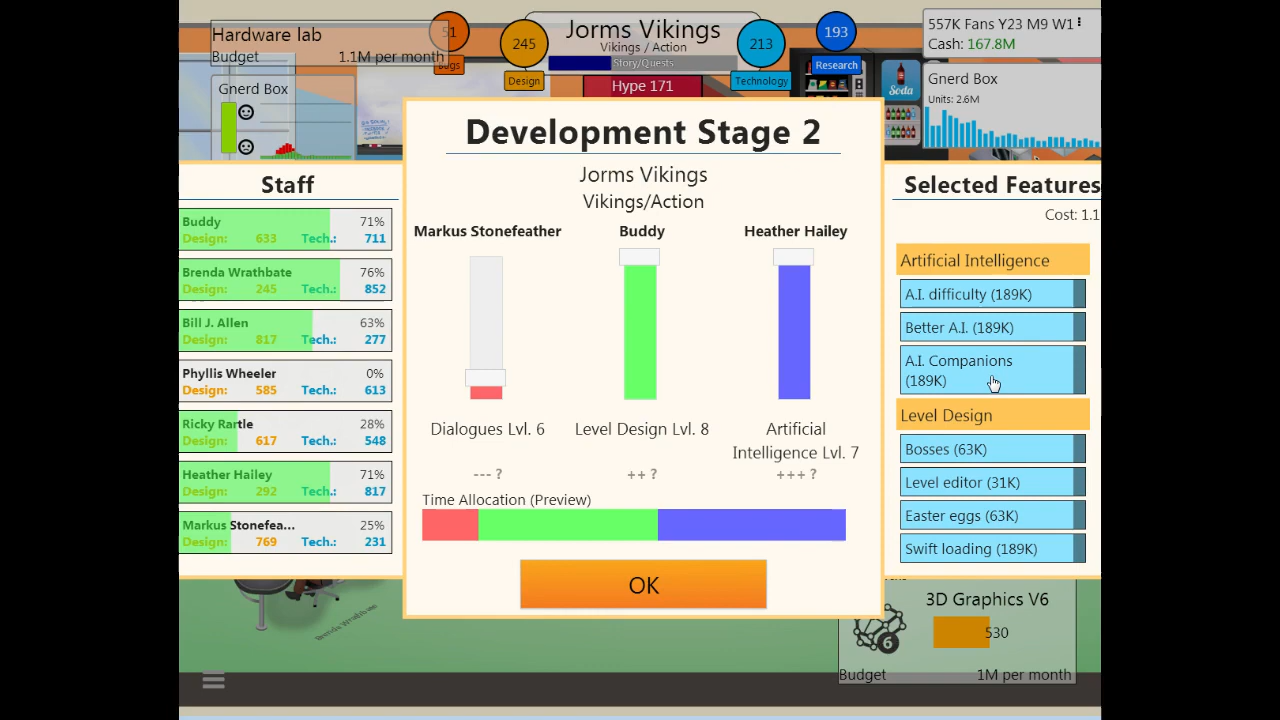 Hardware lab
Budget 1.1M per month
Gnerd Box
51
Bugs
245
Design
Jorms Vikings
Vikings / Action
Story/Quests
Hype 171
213
Technology
193
Research
Soda
557K Fans Y23 M9 W1
Cash: 167.8M
Gnerd Box
Units: 2.6M
Staff
Buddy 71%
Design: 633 Tech.: 711
Brenda Wrathbate 76%
Design: 245 Tech.: 852
Bill J. Allen 63%
Design: 817 Tech.: 277
Phyllis Wheeler 0%
Design: 585 Tech.: 613
Ricky Rartle 28%
Design: 617 Tech.: 548
Heather Hailey 71%
Design: 292 Tech.: 817
Markus Stonefea... 25%
Design: 769 Tech.: 231
Development Stage 2
Jorms Vikings
Vikings/Action
Markus Stonefeather Buddy Heather Hailey
Dialogues Lvl. 6 Level Design Lvl. 8 Artificial
Intelligence Lvl. 7
--- ? ++ ? +++ ?
Time Allocation (Preview)
OK
Selected Features
Cost: 1.1
Artificial Intelligence
A.I. difficulty (189K)
Better A.I. (189K)
A.I. Companions
(189K)
Level Design
Bosses (63K)
Level editor (31K)
Easter eggs (63K)
Swift loading (189K)
Brenda Wrathbate
3D Graphics V6
6
530
Budget 1M per month